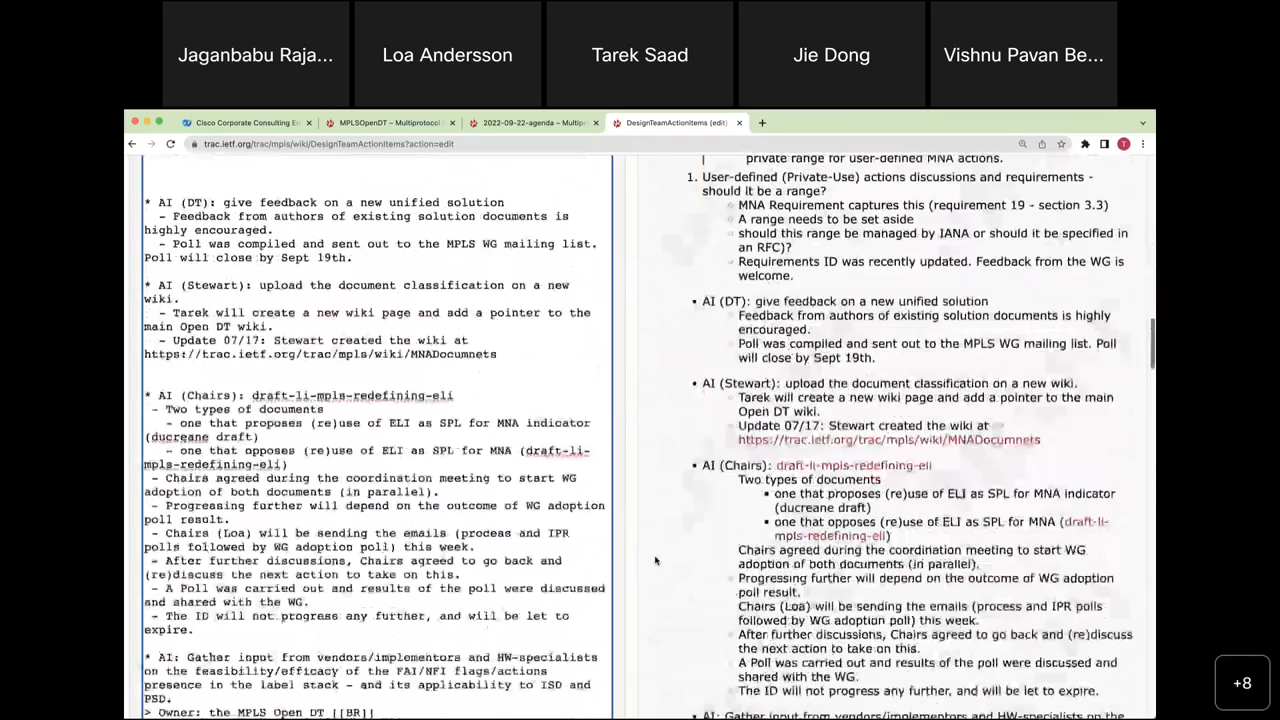 Jaganbabu Raja...
Loa Andersson
Tarek Saad
Jie Dong
Vishnu Pavan Be...
Cisco Corporate Consulting En
MPLSOpenDT – Multiprotocol
2022-09-22-agenda – Multipr
DesignTeamActionItems (edit)
trac.ietf.org/trac/mpls/wiki/DesignTeamActionItems?action=edit
* AI (DT): give feedback on a new unified solution
- Feedback from authors of existing solution documents is
highly encouraged.
- Poll was compiled and sent out to the MPLS WG mailing list.
Poll will close by Sept 19th.
* AI (Stewart): upload the document classification on a new
wiki.
- Tarek will create a new wiki page and add a pointer to the
main Open DT wiki.
- Update 07/17: Stewart created the wiki at
https://trac.ietf.org/trac/mpls/wiki/MNADocumnets
* AI (Chairs): draft-li-mpls-redefining-eli
- Two types of documents
- one that proposes (re)use of ELI as SPL for MNA indicator
(ducreane draft)
- one that opposes (re)use of ELI as SPL for MNA (draft-li-
mpls-redefining-eli)
- Chairs agreed during the coordination meeting to start WG
adoption of both documents (in parallel).
- Progressing further will depend on the outcome of WG adoption
poll result.
- Chairs (Loa) will be sending the emails (process and IPR
polls followed by WG adoption poll) this week.
- After further discussions, Chairs agreed to go back and
(re)discuss the next action to take on this.
- A Poll was carried out and results of the poll were discussed
and shared with the WG.
- The ID will not progress any further, and will be let to
expire.
* AI: Gather input from vendors/implementors and HW-specialists
on the feasibility/efficacy of the FAI/NFI flags/actions
presence in the label stack – and its applicability to ISD and
PSD.
> Owner: the MPLS Open DT [[BR]]
private range for user-defined MNA actions.
1. User-defined (Private-Use) actions discussions and requirements -
should it be a range?
MNA Requirement captures this (requirement 19 - section 3.3)
A range needs to be set aside
should this range be managed by IANA or should it be specified in
an RFC)?
Requirements ID was recently updated. Feedback from the WG is
welcome.
AI (DT): give feedback on a new unified solution
Feedback from authors of existing solution documents is highly
encouraged.
Poll was compiled and sent out to the MPLS WG mailing list. Poll
will close by Sept 19th.
AI (Stewart): upload the document classification on a new wiki.
Tarek will create a new wiki page and add a pointer to the main
Open DT wiki.
Update 07/17: Stewart created the wiki at
https://trac.ietf.org/trac/mpls/wiki/MNADocumnets
AI (Chairs): draft-li-mpls-redefining-eli
Two types of documents
one that proposes (re)use of ELI as SPL for MNA indicator
(ducreane draft)
one that opposes (re)use of ELI as SPL for MNA (draft-li-
mpls-redefining-eli)
Chairs agreed during the coordination meeting to start WG
adoption of both documents (in parallel).
Progressing further will depend on the outcome of WG adoption
poll result.
Chairs (Loa) will be sending the emails (process and IPR polls
followed by WG adoption poll) this week.
After further discussions, Chairs agreed to go back and (re)discuss
the next action to take on this.
A Poll was carried out and results of the poll were discussed and
shared with the WG.
The ID will not progress any further, and will be let to expire.
AI: Gather input from vendors/implementors and HW-specialists on the
+8